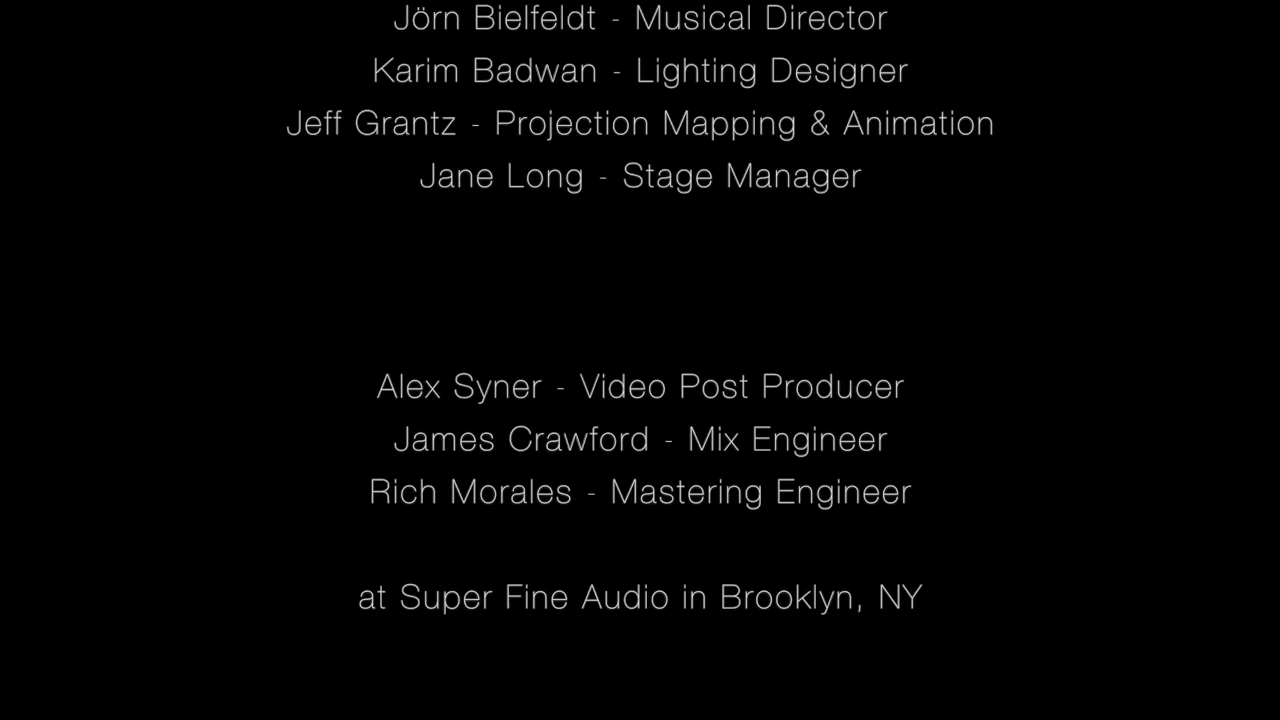 Jörn Bielfeldt - Musical Director
Karim Badwan - Lighting Designer
Jeff Grantz - Projection Mapping & Animation
Jane Long - Stage Manager
Alex Syner - Video Post Producer
James Crawford - Mix Engineer
Rich Morales - Mastering Engineer
at Super Fine Audio in Brooklyn, NY